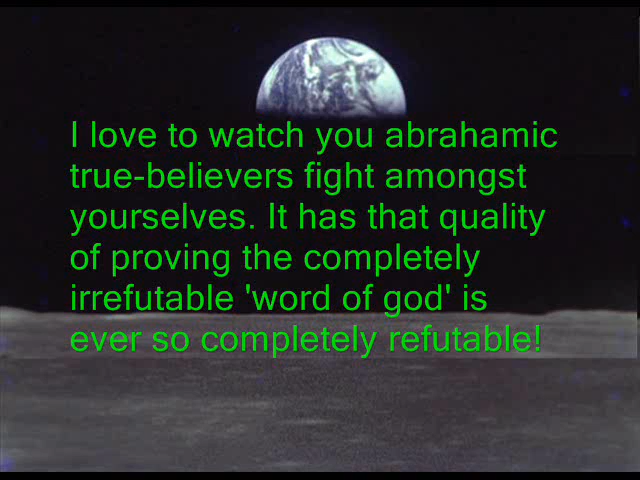 I love to watch you abrahamic
true-believers fight amongst
yourselves. It has that quality
of proving the completely
irrefutable 'word of god' is
ever so completely refutable!